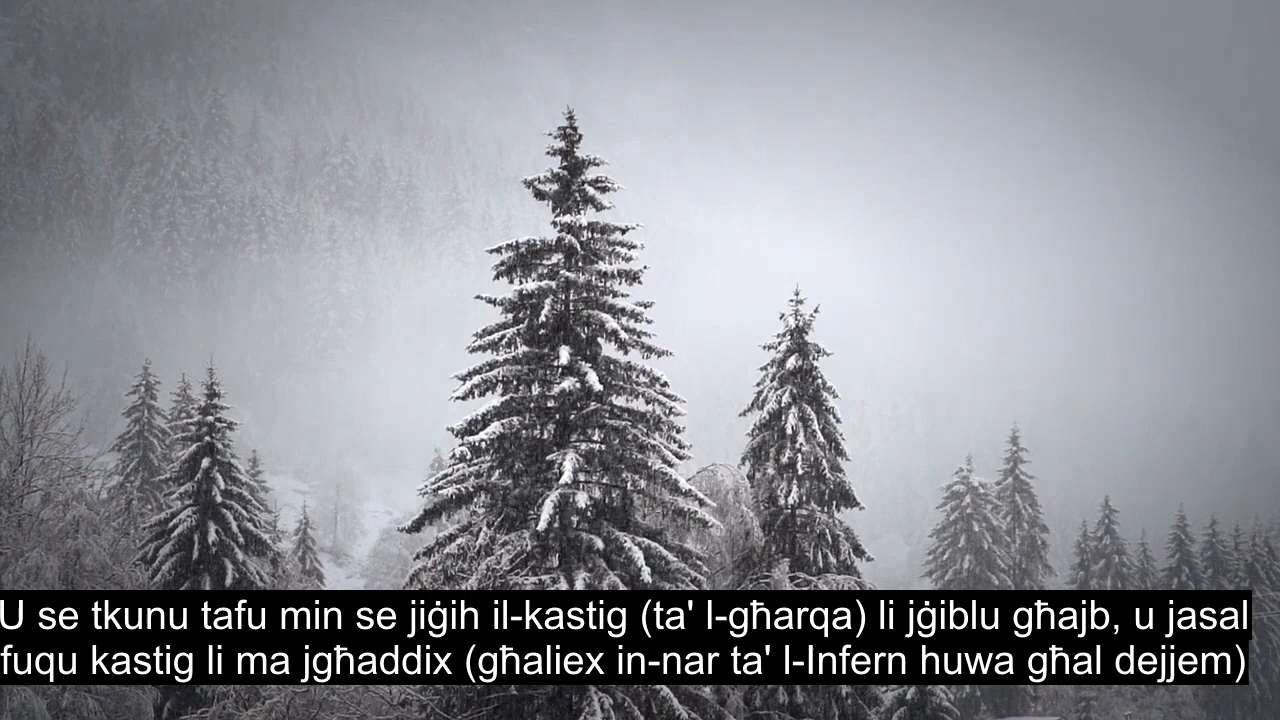 U se tkunu tafu min se jiġih il-kastig (ta' l-għarqa) li jġiblu għajb, u jasal
fuqu kastig li ma jgħaddix (għaliex in-nar ta' l-Infern huwa għal dejjem)